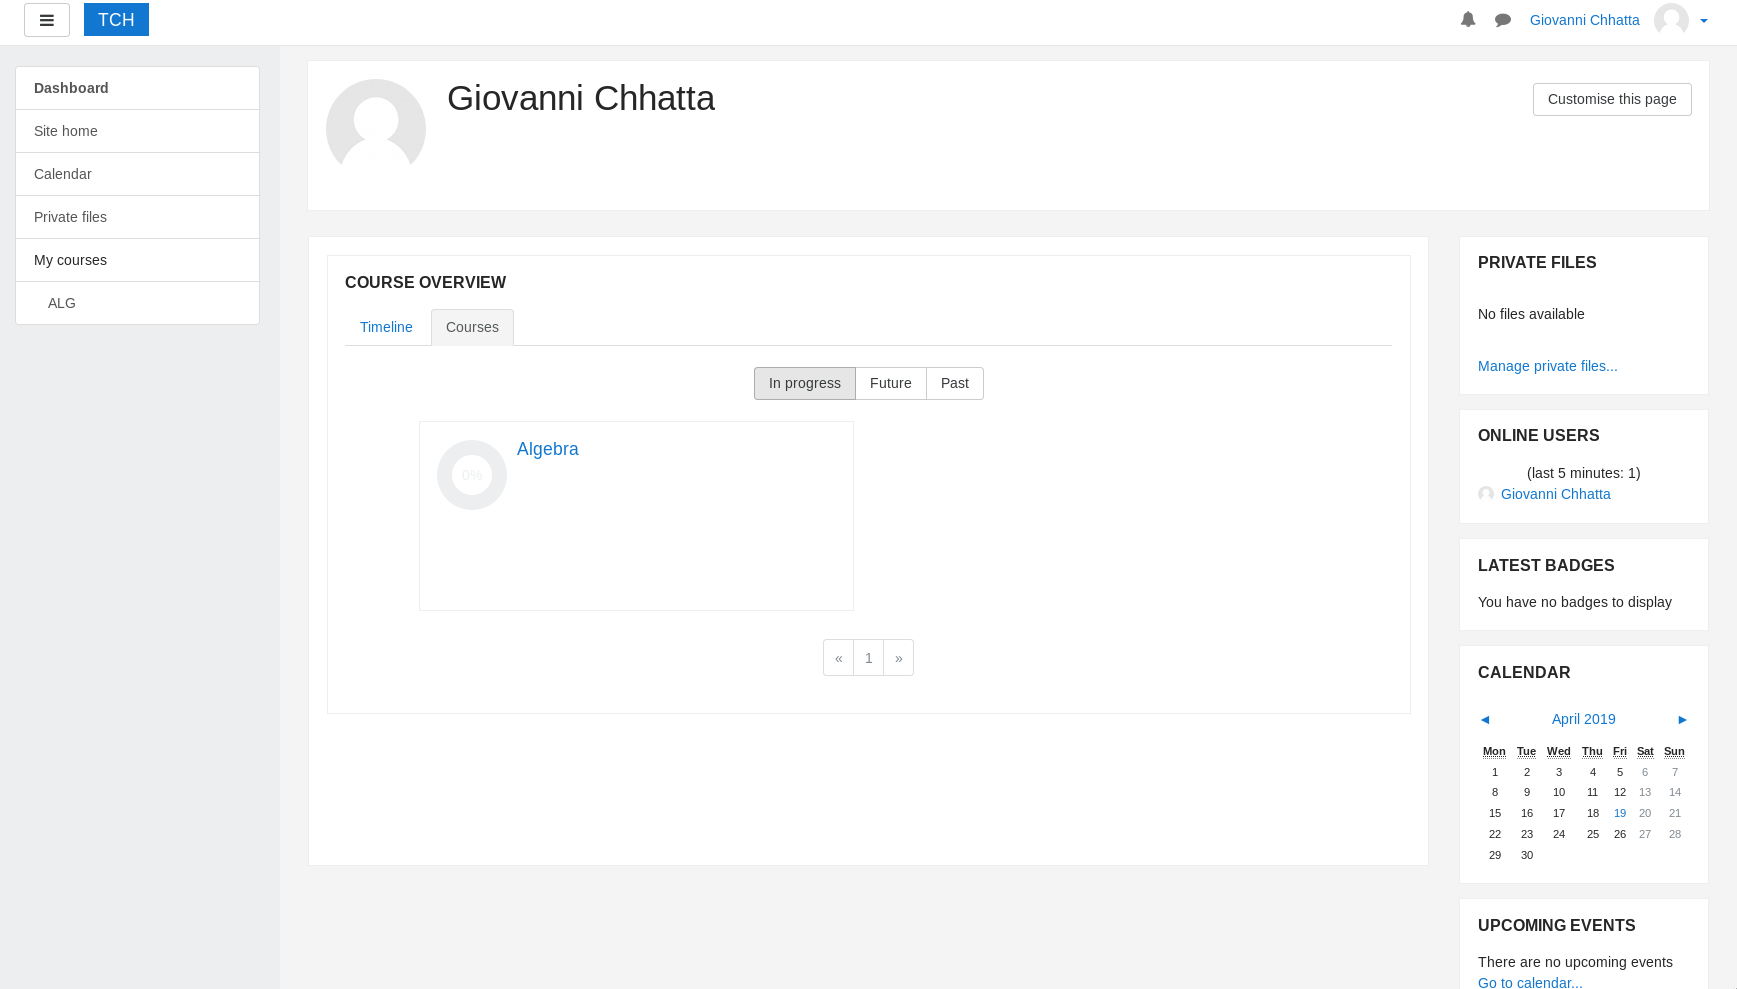 TCH
Giovanni Chhatta
Dashboard
Site home
Calendar
Private files
My courses
ALG
Giovanni Chhatta
Customise this page
COURSE OVERVIEW
Timeline Courses
In progress Future Past
0%
Algebra
« 1 »
PRIVATE FILES
No files available
Manage private files...
ONLINE USERS
(last 5 minutes: 1)
Giovanni Chhatta
LATEST BADGES
You have no badges to display
CALENDAR
◄ April 2019 ►
Mon Tue Wed Thu Fri Sat Sun
1 2 3 4 5 6 7
8 9 10 11 12 13 14
15 16 17 18 19 20 21
22 23 24 25 26 27 28
29 30
UPCOMING EVENTS
There are no upcoming events
Go to calendar...